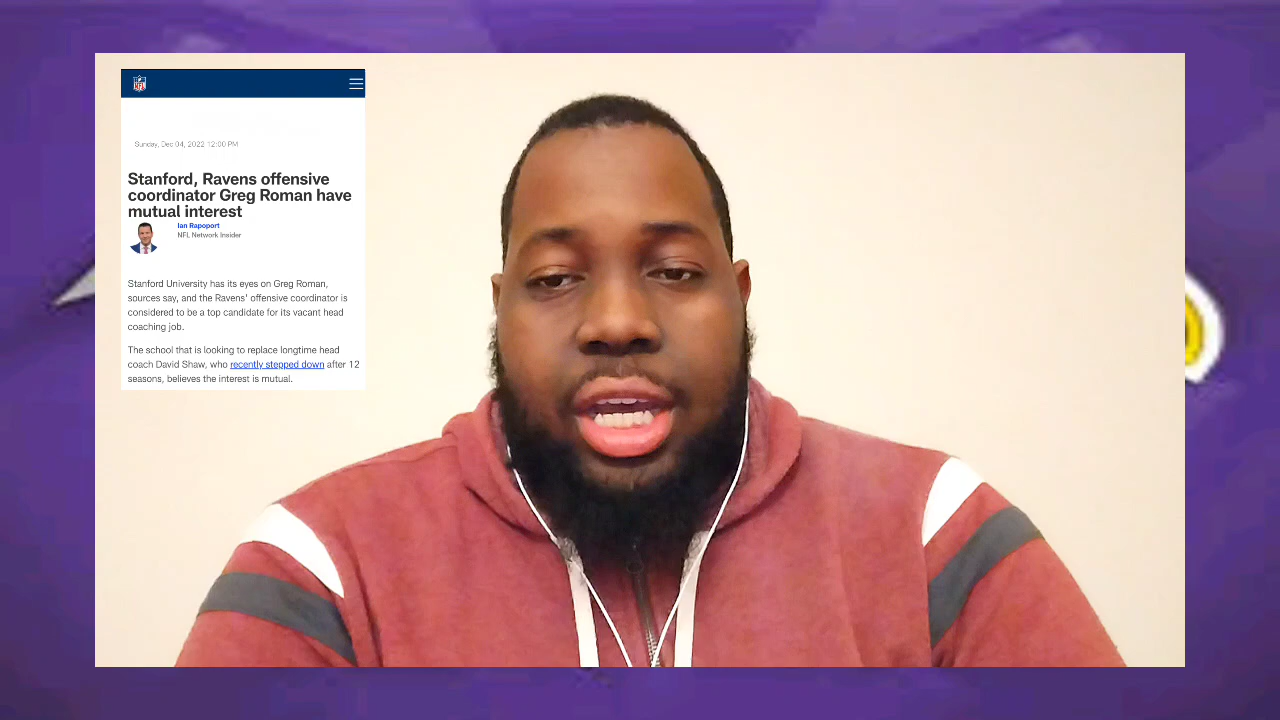 NFL
Sunday, Dec 04, 2022 12:00 PM
Stanford, Ravens offensive
coordinator Greg Roman have
mutual interest
Ian Rapoport
NFL Network Insider
Stanford University has its eyes on Greg Roman,
sources say, and the Ravens' offensive coordinator is
considered to be a top candidate for its vacant head
coaching job.
The school that is looking to replace longtime head
coach David Shaw, who recently stepped down after 12
seasons, believes the interest is mutual.